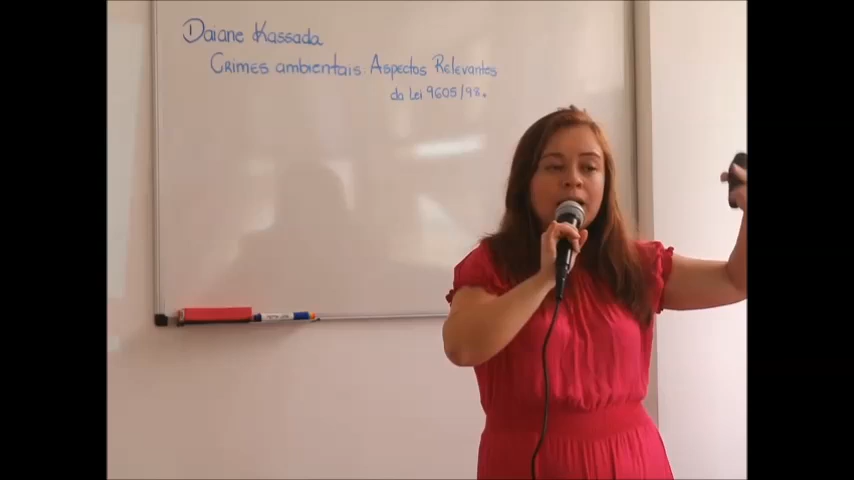 Daiane Kassada
Crimes ambientais Aspectos Relevantes
da Lei 9605/98.